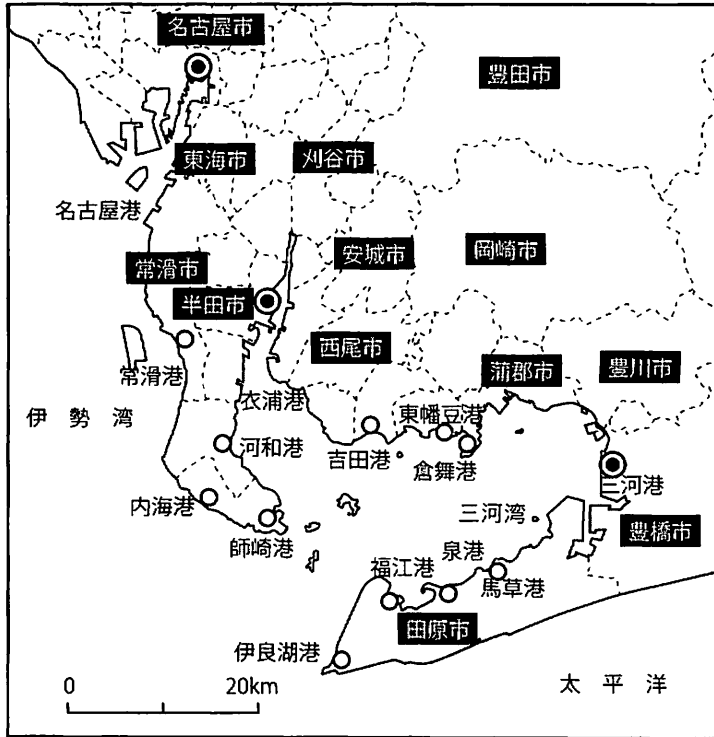 名古屋市
豊田市
東海市
刈谷市
名古屋港
常滑市
安城市
岡崎市
半田市
西尾市
蒲郡市
豊川市
常滑港
衣浦港
東幡豆港
伊勢湾
河和港
吉田港
倉舞港
三河港
内海港
三河湾
豊橋市
師崎港
泉港
福江港
馬草港
田原市
伊良湖港
0 20km
太平洋